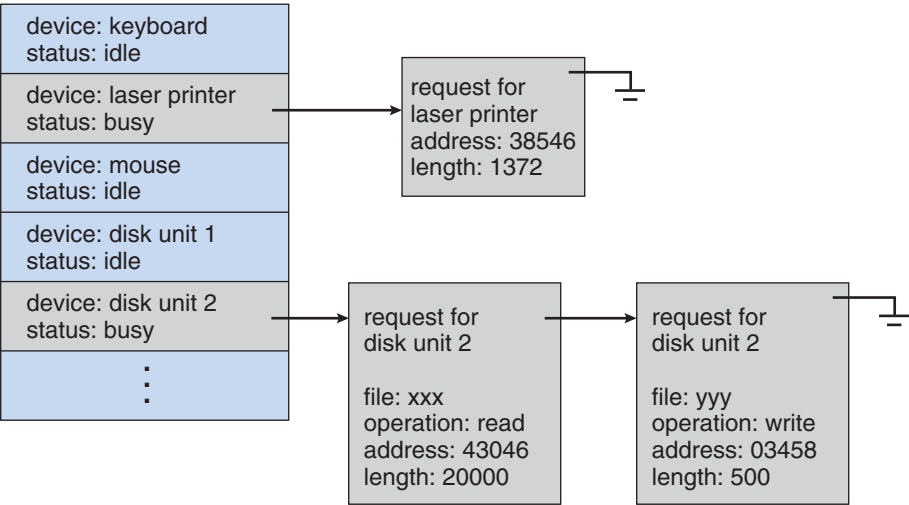 device: keyboard
status: idle
device: laser printer
status: busy
device: mouse
status: idle
device: disk unit 1
status: idle
device: disk unit 2
status: busy
request for
laser printer
address: 38546
length: 1372
request for
disk unit 2
file: xxx
operation: read
address: 43046
length: 20000
request for
disk unit 2
file: yyy
operation: write
address: 03458
length: 500